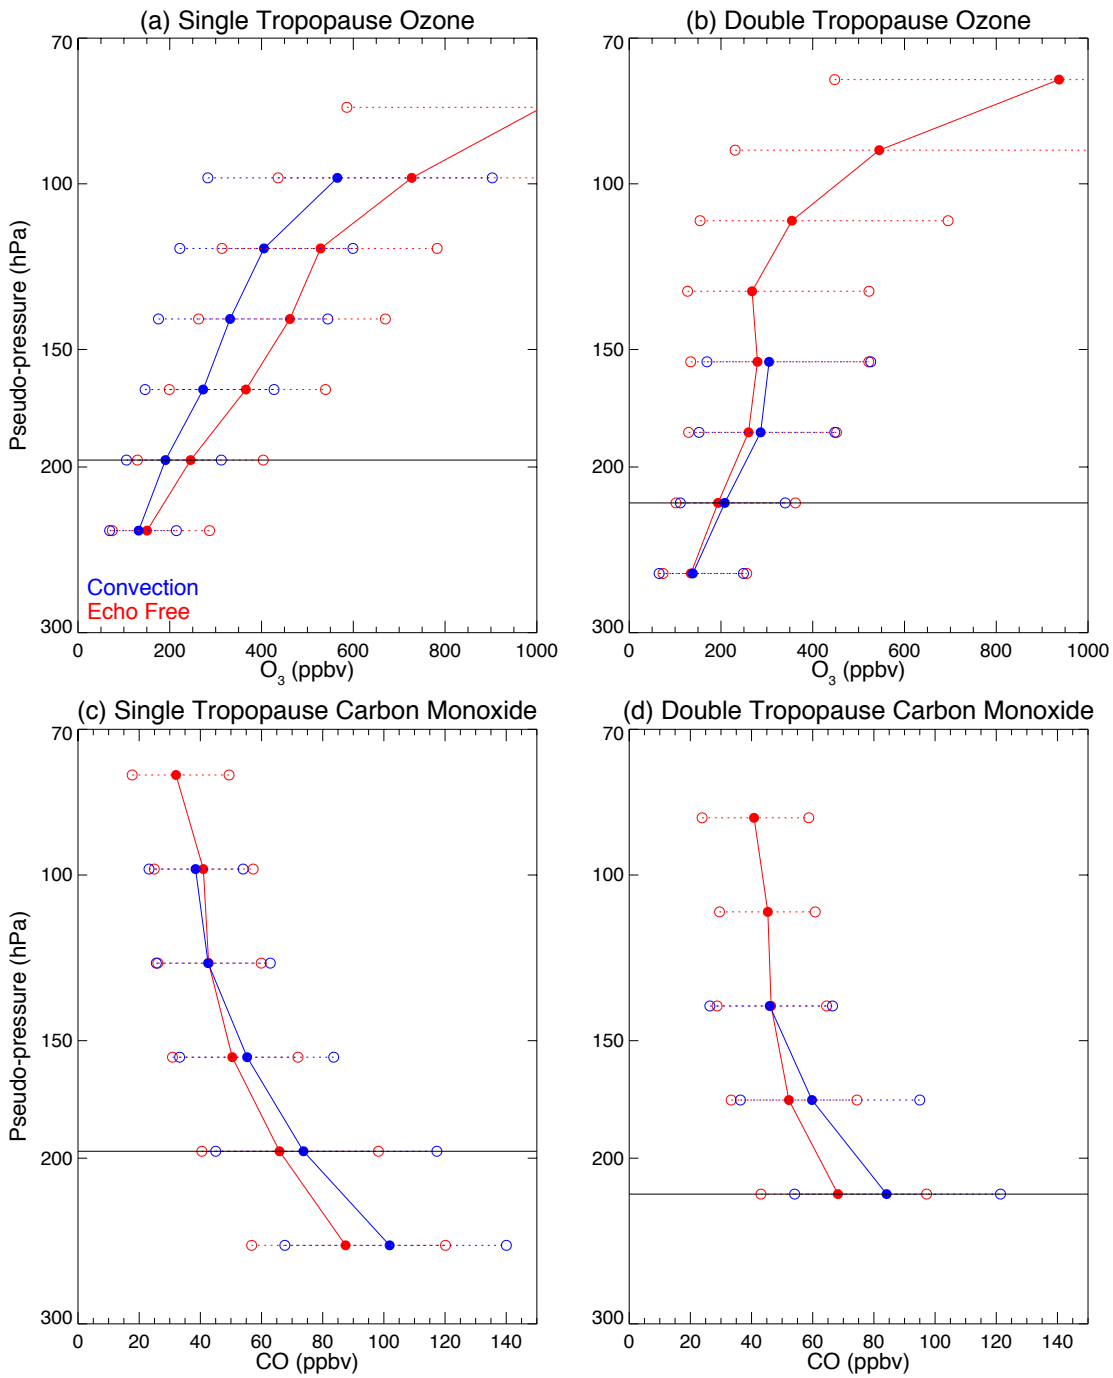 (a) Single Tropopause Ozone
(b) Double Tropopause Ozone
70
100
150
200
300
Pseudo-pressure (hPa)
Convection
Echo Free
0 200 400 600 800 1000
O3 (ppbv)
70
100
150
200
300
0 200 400 600 800 1000
O3 (ppbv)
(c) Single Tropopause Carbon Monoxide
(d) Double Tropopause Carbon Monoxide
70
100
150
200
300
Pseudo-pressure (hPa)
0 20 40 60 80 100 120 140
CO (ppbv)
70
100
150
200
300
0 20 40 60 80 100 120 140
CO (ppbv)